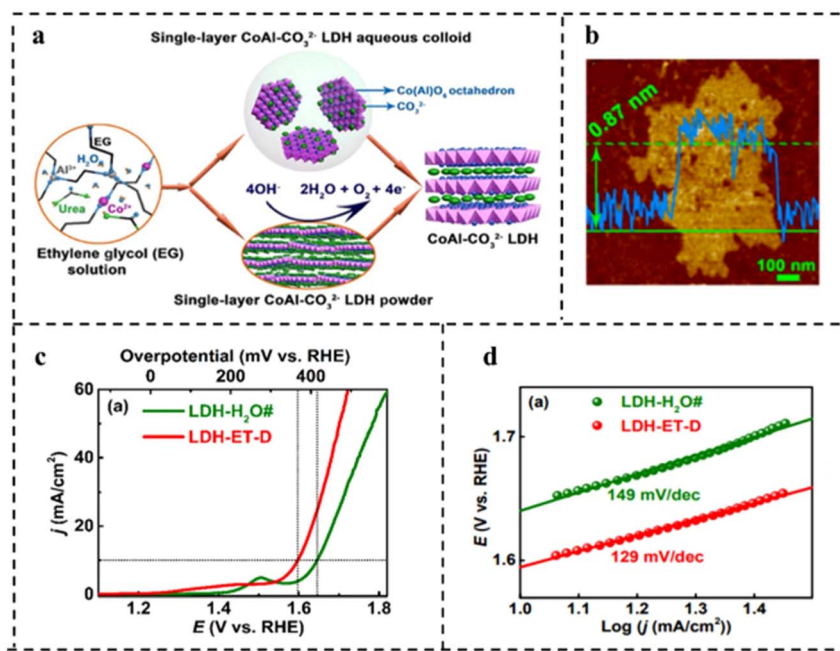 a
Single-layer CoAl-CO₃²⁻ LDH aqueous colloid
Co(Al)O₆ octahedron
CO₃²⁻
EG
H₂O
Al³⁺
Urea
Co²⁺
Ethylene glycol (EG)
solution
4OH⁻ 2H₂O + O₂ + 4e⁻
CoAl-CO₃²⁻ LDH
Single-layer CoAl-CO₃²⁻ LDH powder
b
0.87 nm
100 nm
c
Overpotential (mV vs. RHE)
0 200 400
(a)
LDH-H₂O#
LDH-ET-D
j (mA/cm²)
60
40
20
0
1.2 1.4 1.6 1.8
E (V vs. RHE)
d
(a)
LDH-H₂O#
LDH-ET-D
E (V vs. RHE)
1.7
1.6
149 mV/dec
129 mV/dec
1.0 1.1 1.2 1.3 1.4
Log (j (mA/cm²))